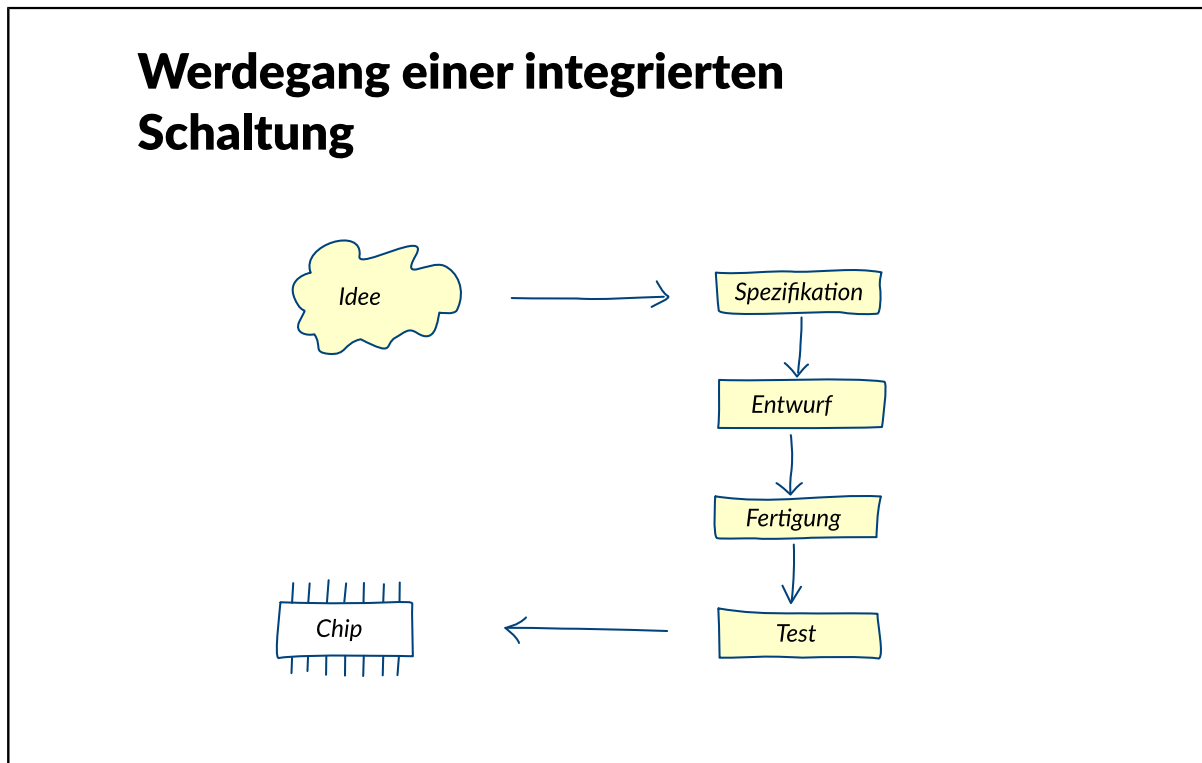 Werdegang einer integrierten
Schaltung
Idee
Spezifikation
Entwurf
Fertigung
Test
Chip